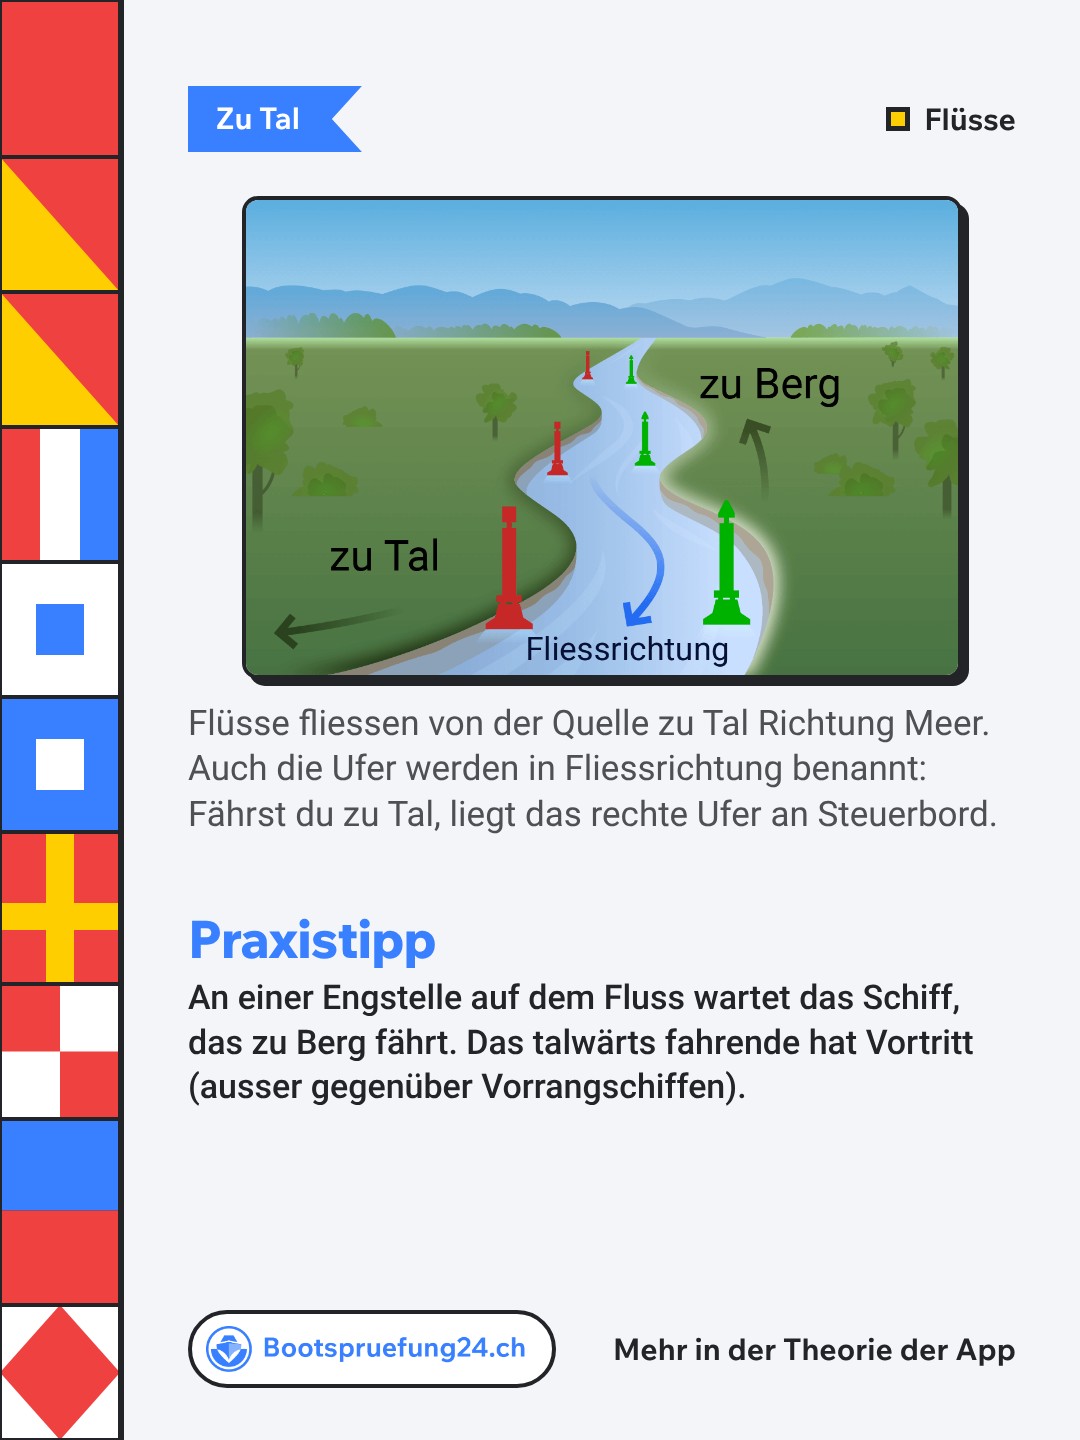 Zu Tal
Flüsse
zu Berg
zu Tal
Fliessrichtung
Flüsse fliessen von der Quelle zu Tal Richtung Meer.
Auch die Ufer werden in Fliessrichtung benannt:
Fährst du zu Tal, liegt das rechte Ufer an Steuerbord.
Praxistipp
An einer Engstelle auf dem Fluss wartet das Schiff,
das zu Berg fährt. Das talwärts fahrende hat Vortritt
(ausser gegenüber Vorrangschiffen).
Bootspruefung24.ch
Mehr in der Theorie der App